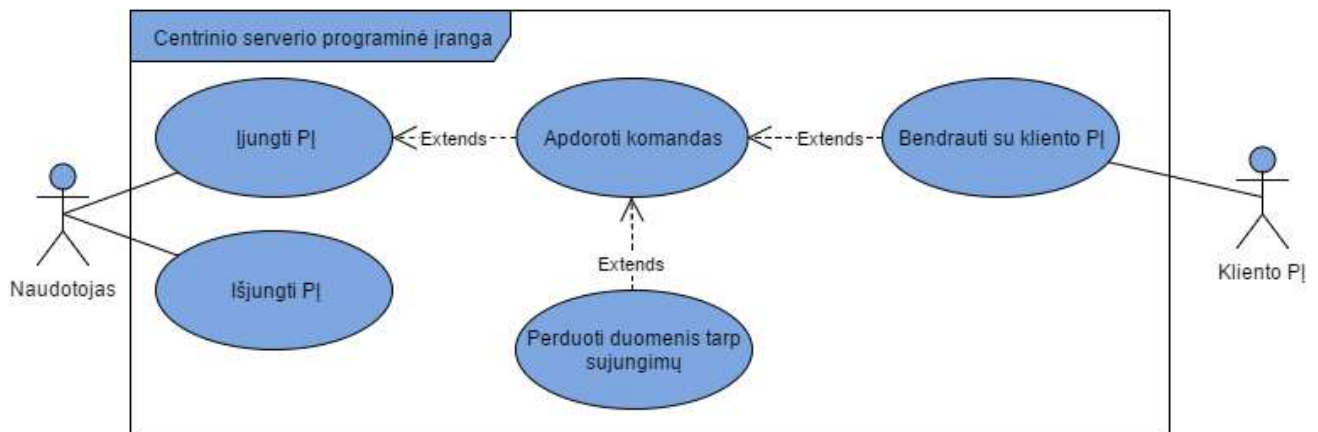 Centrinio serverio programinė įranga
Įjungti PĮ
Extends
Apdoroti komandas
Extends
Bendrauti su kliento PĮ
Naudotojas
Išjungti PĮ
Extends
Kliento PĮ
Perduoti duomenis tarp
sujungimų